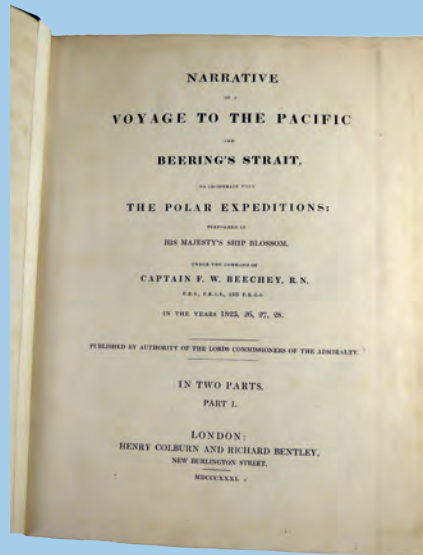 NARRATIVE
OF A
VOYAGE TO THE PACIFIC
AND
BEERING'S STRAIT,
TO CO-OPERATE WITH
THE POLAR EXPEDITIONS:
PERFORMED IN
HIS MAJESTY'S SHIP BLOSSOM,
UNDER THE COMMAND OF
CAPTAIN F. W. BEECHEY, R.N.
F.R.S., F.R.A.S., AND F.R.G.S.
IN THE YEARS 1825, 26, 27, 28.
PUBLISHED BY AUTHORITY OF THE LORDS COMMISSIONERS OF THE ADMIRALTY.
IN TWO PARTS.
PART I.
LONDON:
HENRY COLBURN AND RICHARD BENTLEY,
NEW BURLINGTON STREET.
MDCCCXXXI.